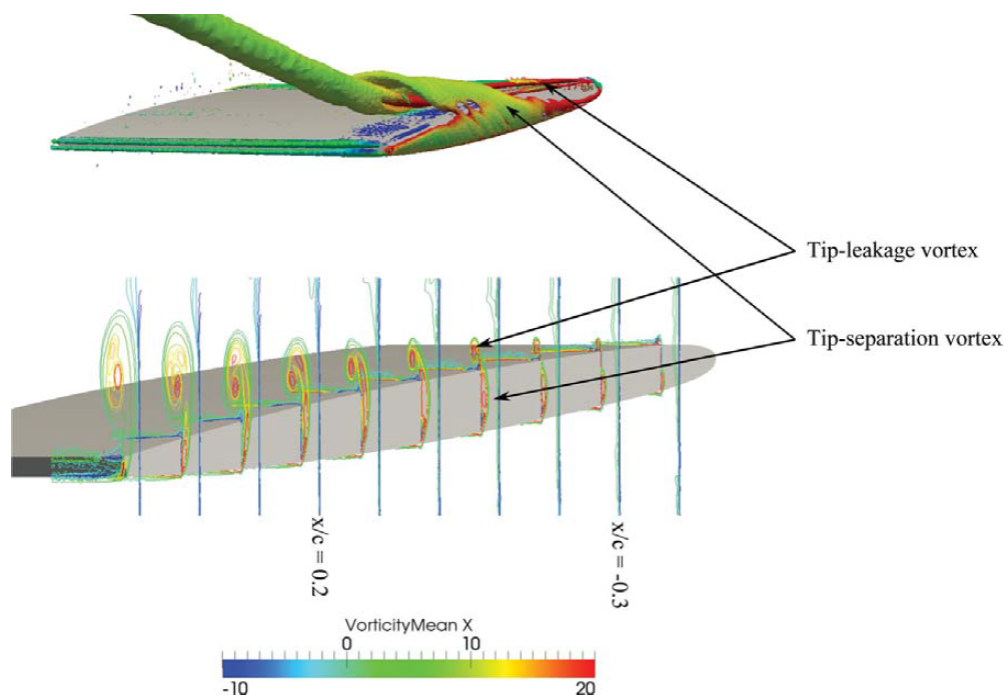 Tip-leakage vortex
Tip-separation vortex
x/c = 0.2
x/c = -0.3
VorticityMean X
0 10
-10 20